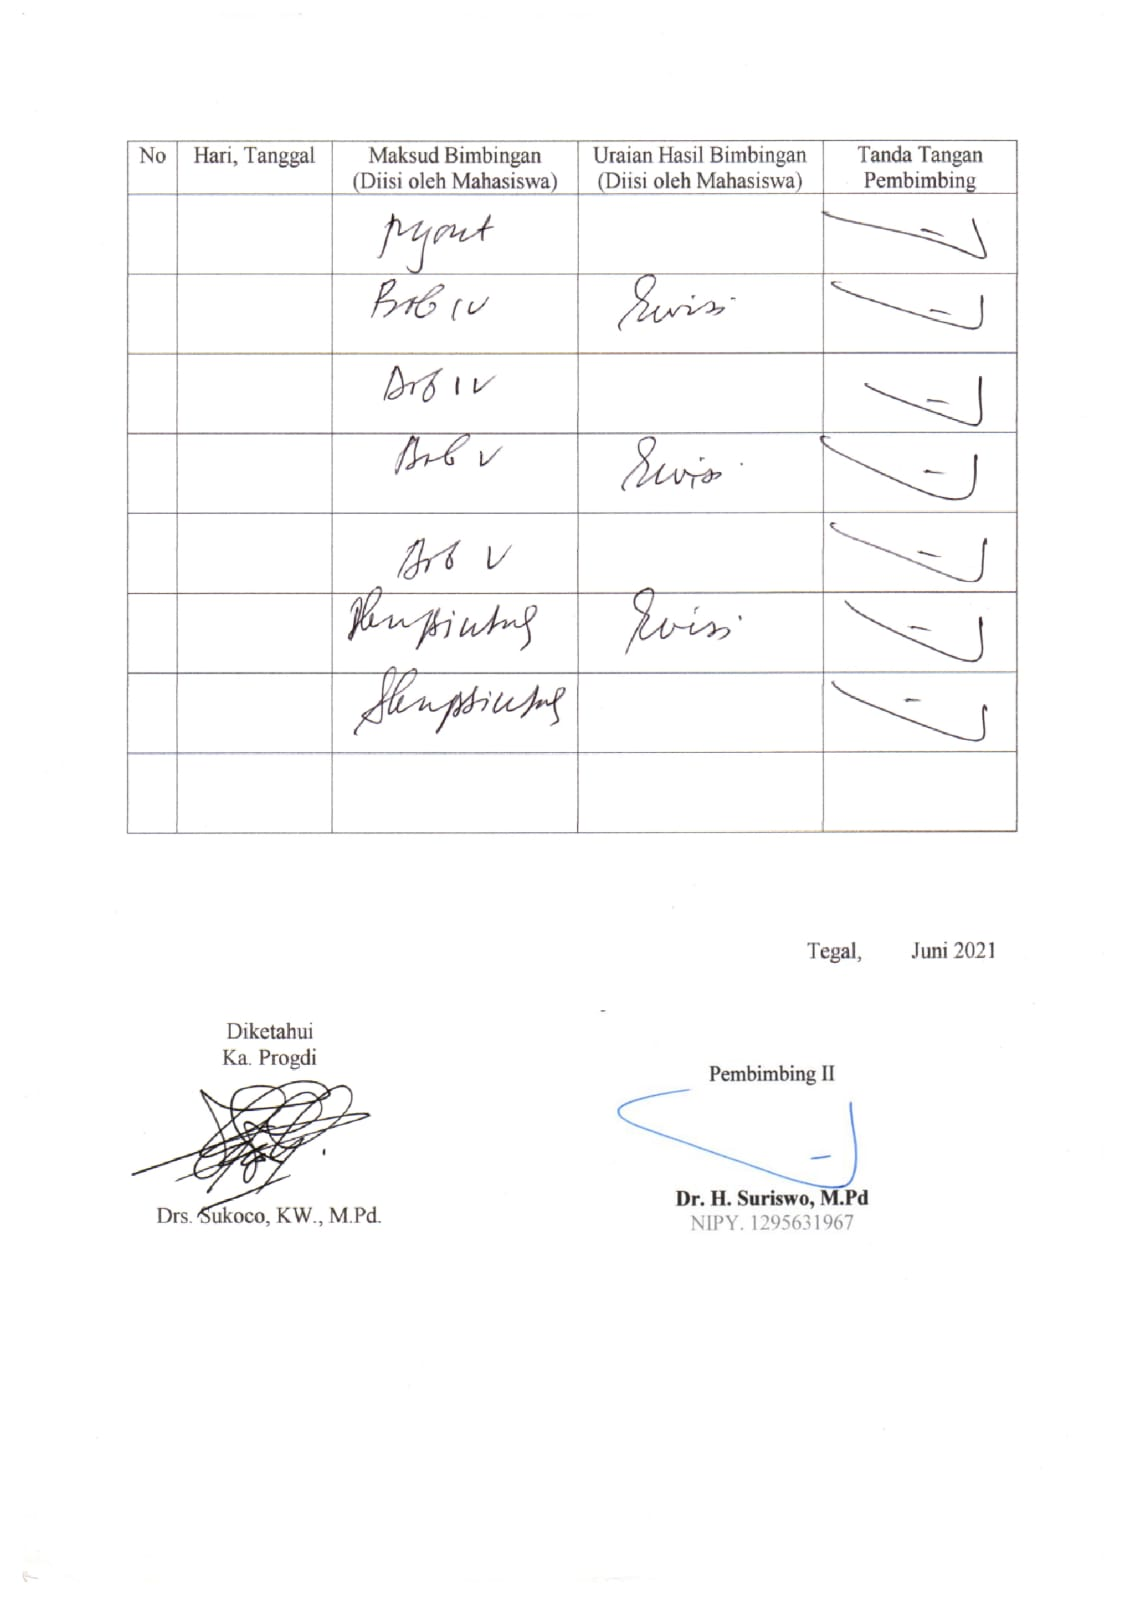 No Hari, Tanggal Maksud Bimbingan Uraian Hasil Bimbingan Tanda Tangan
(Diisi oleh Mahasiswa) (Diisi oleh Mahasiswa) Pembimbing
Bab IV Revisi
Bab IV
Bab V Revisi
Bab V
Revisi
Tegal, Juni 2021
Diketahui
Ka. Progdi
Pembimbing II
Dr. H. Suriswo, M.Pd
Drs. Sukoco, KW., M.Pd.
NIPY. 1295631967